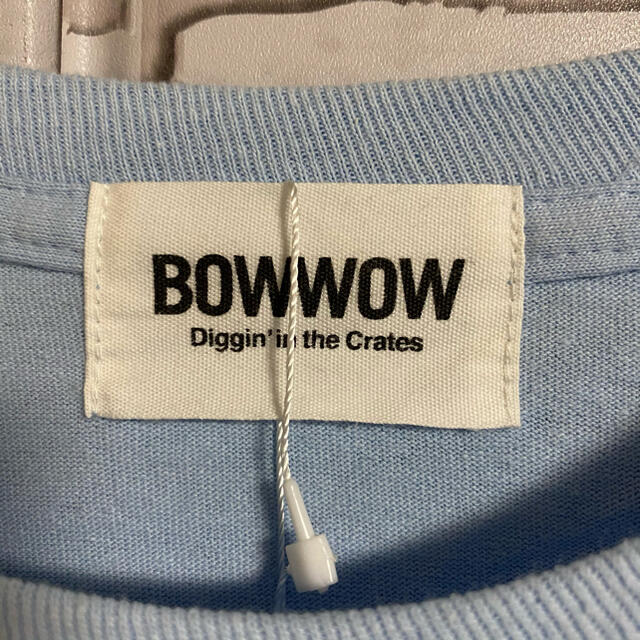 BOWWOW
Diggin' in the Crates